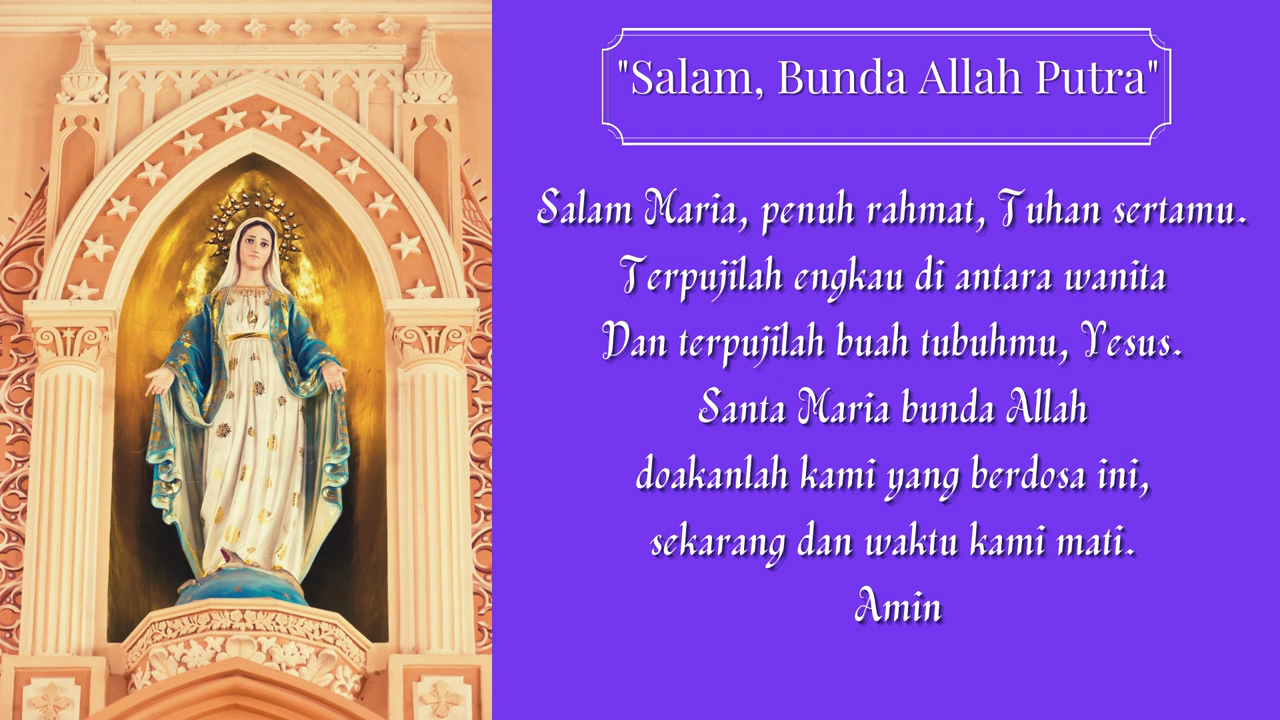 "Salam, Bunda Allah Putra"
Salam Maria, penuh rahmat, Tuhan sertamu.
Terpujilah engkau di antara wanita
Dan terpujilah buah tubuhmu, Yesus.
Santa Maria bunda Allah
doakanlah kami yang berdosa ini,
sekarang dan waktu kami mati.
Amin